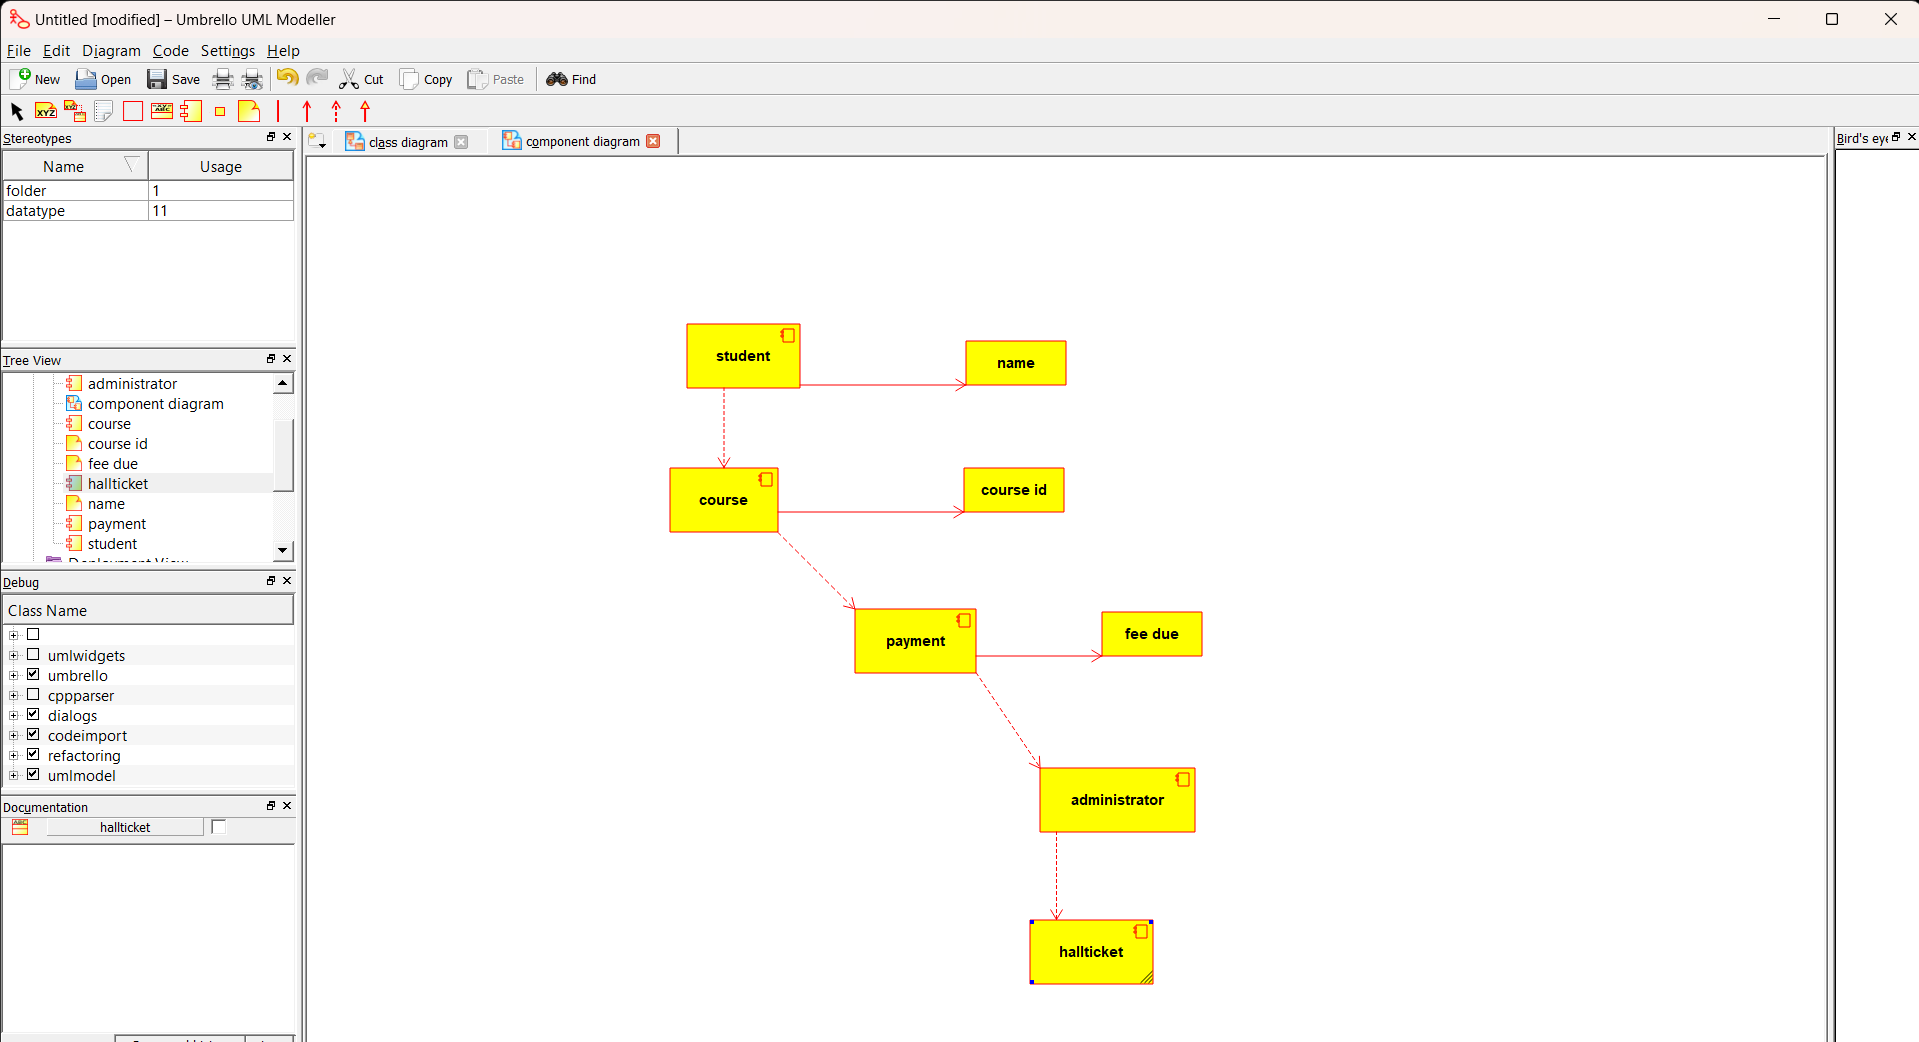 Untitled [modified] – Umbrello UML Modeller
File Edit Diagram Code Settings Help
New Open Save Cut Copy Paste Find
Stereotypes
Name Usage
folder 1
datatype 11
Tree View
administrator
component diagram
course
course id
fee due
hallticket
name
payment
student
Debug
Class Name
umlwidgets
umbrello
cppparser
dialogs
codeimport
refactoring
umlmodel
Documentation
hallticket
class diagram
component diagram
student
name
course
course id
payment
fee due
administrator
hallticket
Bird's eye